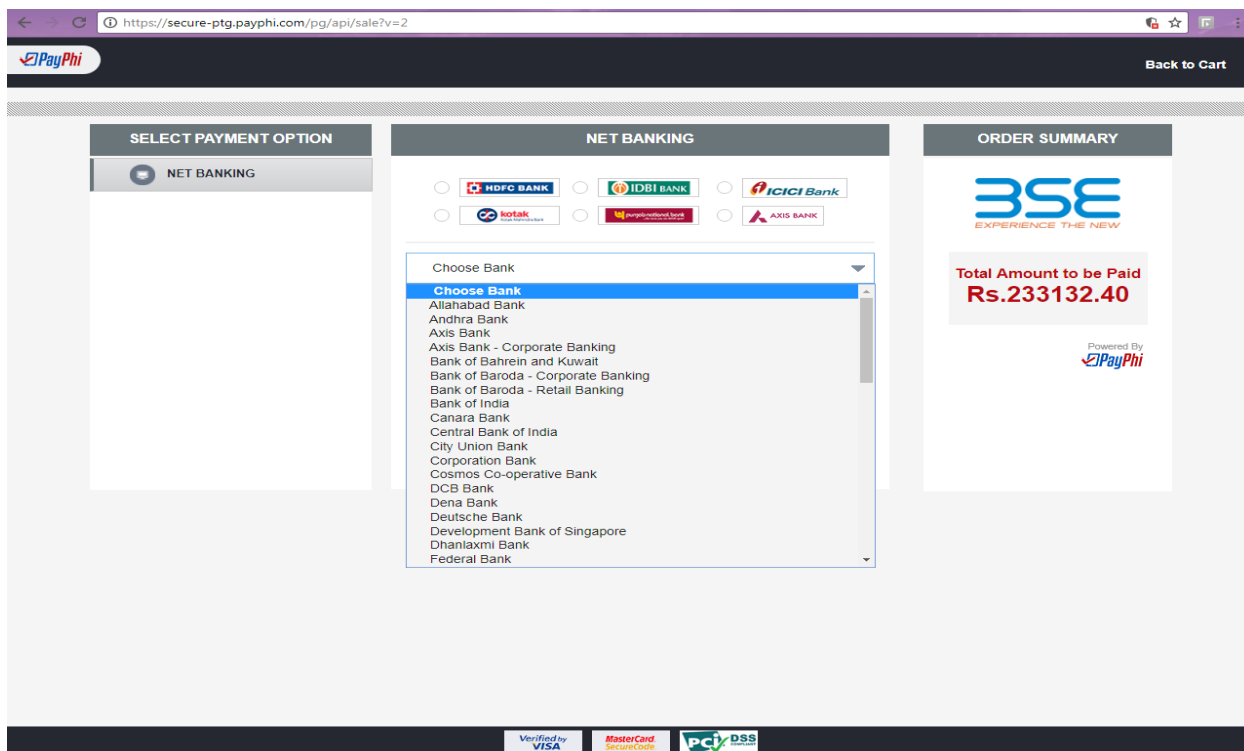 https://secure-ptg.payphi.com/pg/api/sale?v=2
PayPhi
Back to Cart
SELECT PAYMENT OPTION
NET BANKING
NET BANKING
HDFC BANK
IDBI BANK
ICICI Bank
kotack
punjab national bank
AXIS BANK
Choose Bank
Choose Bank
Allahabad Bank
Andhra Bank
Axis Bank
Axis Bank - Corporate Banking
Bank of Bahrein and Kuwait
Bank of Baroda - Corporate Banking
Bank of Baroda - Retail Banking
Bank of India
Canara Bank
Central Bank of India
City Union Bank
Corporation Bank
Cosmos Co-operative Bank
DCB Bank
Dena Bank
Deutsche Bank
Development Bank of Singapore
Dhanlaxmi Bank
Federal Bank
ORDER SUMMARY
BSE
EXPERIENCE THE NEW
Total Amount to be Paid
Rs.233132.40
Powered By
PayPhi
Verified by
VISA
MasterCard.
SecureCode.
PCI DSS
COMPLIANT